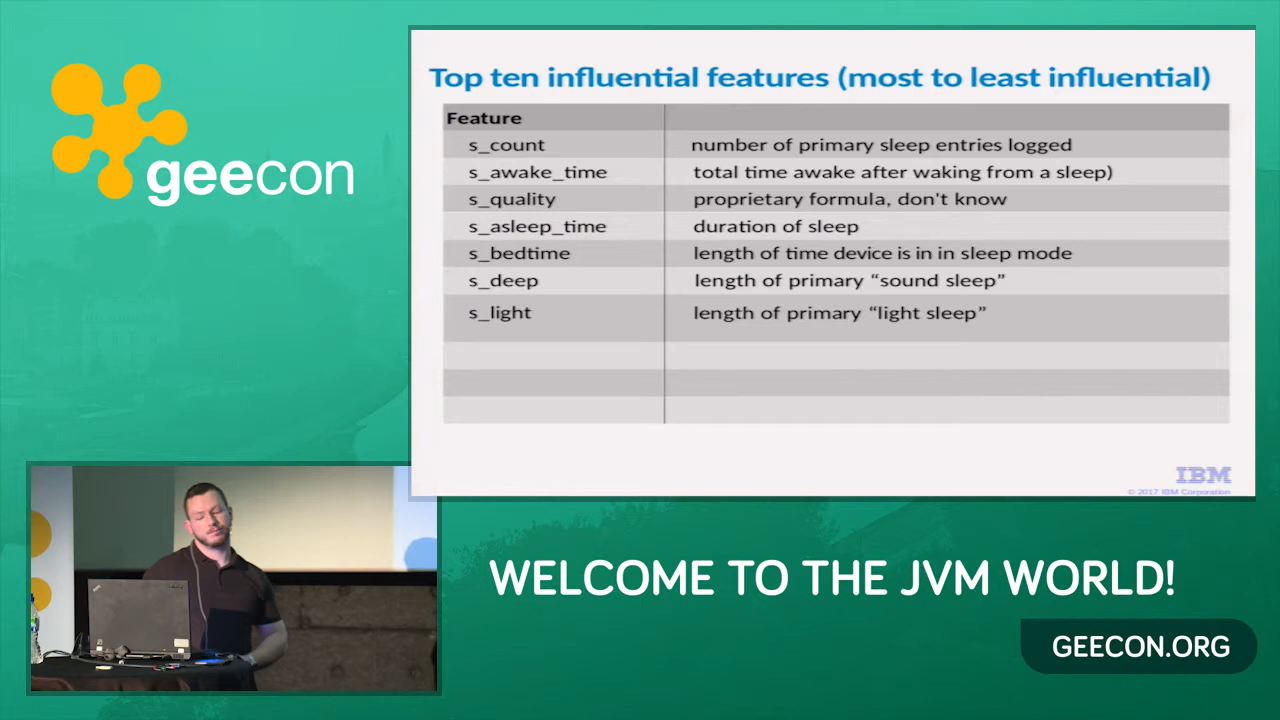 geecon
Top ten influential features (most to least influential)
Feature
s_count number of primary sleep entries logged
s_awake_time total time awake after waking from a sleep)
s_quality proprietary formula, don't know
s_asleep_time duration of sleep
s_bedtime length of time device is in in sleep mode
s_deep length of primary “sound sleep”
s_light length of primary “light sleep”
IBM
© 2017 IBM Corporation
WELCOME TO THE JVM WORLD!
GEECON.ORG